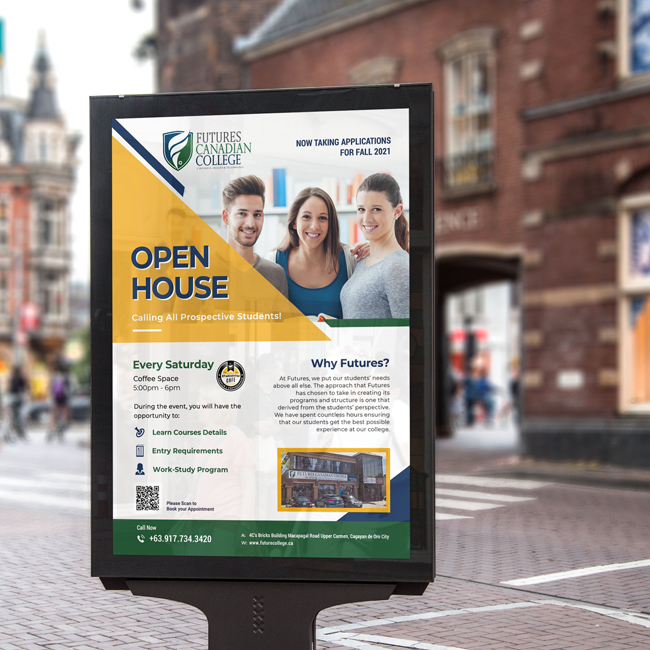 FUTURES
CANADIAN
COLLEGE
NOW TAKING APPLICATIONS
FOR FALL 2021
OPEN
HOUSE
Calling All Prospective Students!
Every Saturday
Coffee Space
5:00pm - 6pm
During the event, you will have the
opportunity to:
Learn Courses Details
Entry Requirements
Work-Study Program
Please Scan to
Book your Appointment
Why Futures?
At Futures, we put our students' needs
above all else. The approach that Futures
has chosen to take in creating its
programs and structure is one that
derived from the students' perspective.
We have spent countless hours ensuring
that our students get the best possible
experience at our college.
Call Now
+63.917.734.3420
A: 4C's Bricks Building Macapagal Road Upper Carmen, Cagayan de Oro City
W: www.futurecollege.ca